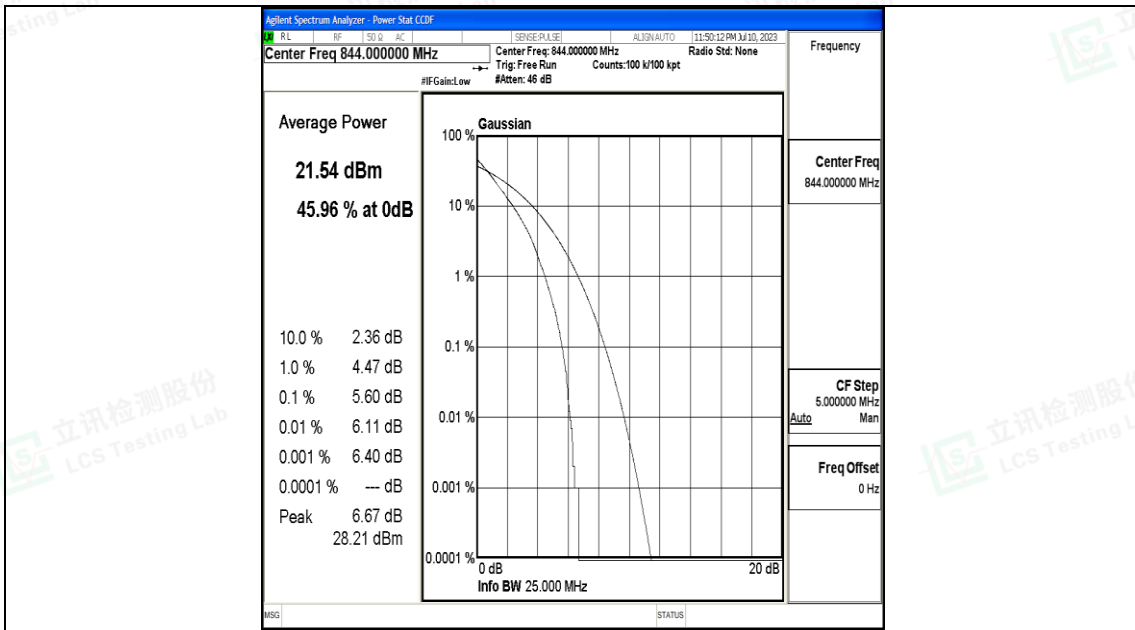 Agilent Spectrum Analyzer - Power Stat CCDF
LXI RL RF 50 Ω AC SENSE:PULSE ALIGN AUTO 11:50:12 PM Jul 10, 2023
Center Freq 844.000000 MHz
Center Freq: 844.000000 MHz Radio Std: None
Trig: Free Run Counts:100 k/100 kpt
#IFGain:Low #Atten: 46 dB
Frequency
Average Power
21.54 dBm
45.96 % at 0dB
10.0 % 2.36 dB
1.0 % 4.47 dB
0.1 % 5.60 dB
0.01 % 6.11 dB
0.001 % 6.40 dB
0.0001 % --- dB
Peak 6.67 dB
28.21 dBm
Gaussian
100 %
10 %
1 %
0.1 %
0.01 %
0.001 %
0.0001 %
0 dB 20 dB
Info BW 25.000 MHz
Center Freq
844.000000 MHz
CF Step
5.000000 MHz
Auto Man
Freq Offset
0 Hz
MSG STATUS
立讯检测股份
LCS Testing Lab
立讯检测股份
LCS Testing L